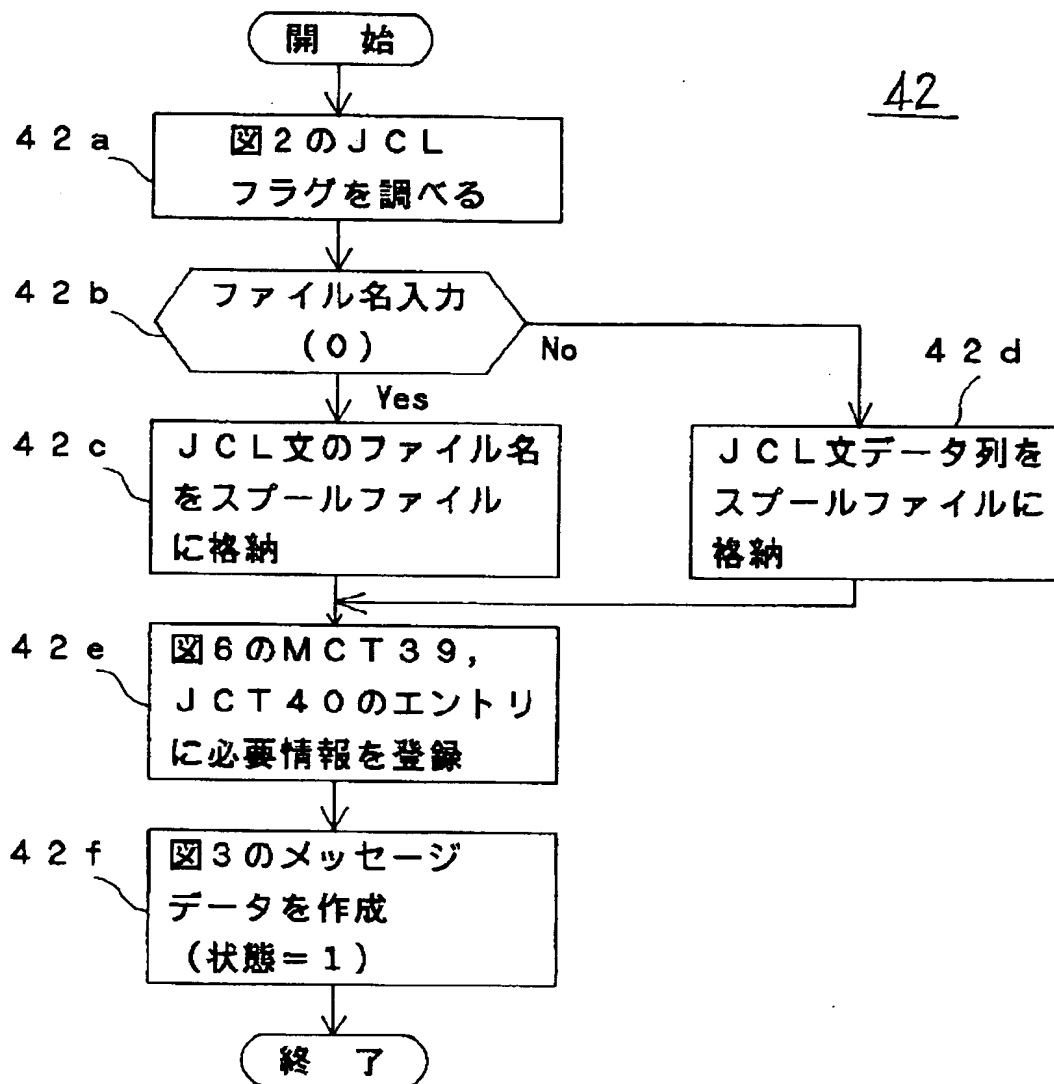 開 始
42
42a
図2のJCL
フラグを調べる
42b
ファイル名入力
(0)
No
Yes
42d
42c
JCL文のファイル名
をスプールファイル
に格納
JCL文データ列を
スプールファイルに
格納
42e
図6のMCT39,
JCT40のエントリ
に必要情報を登録
42f
図3のメッセージ
データを作成
(状態=1)
終 了